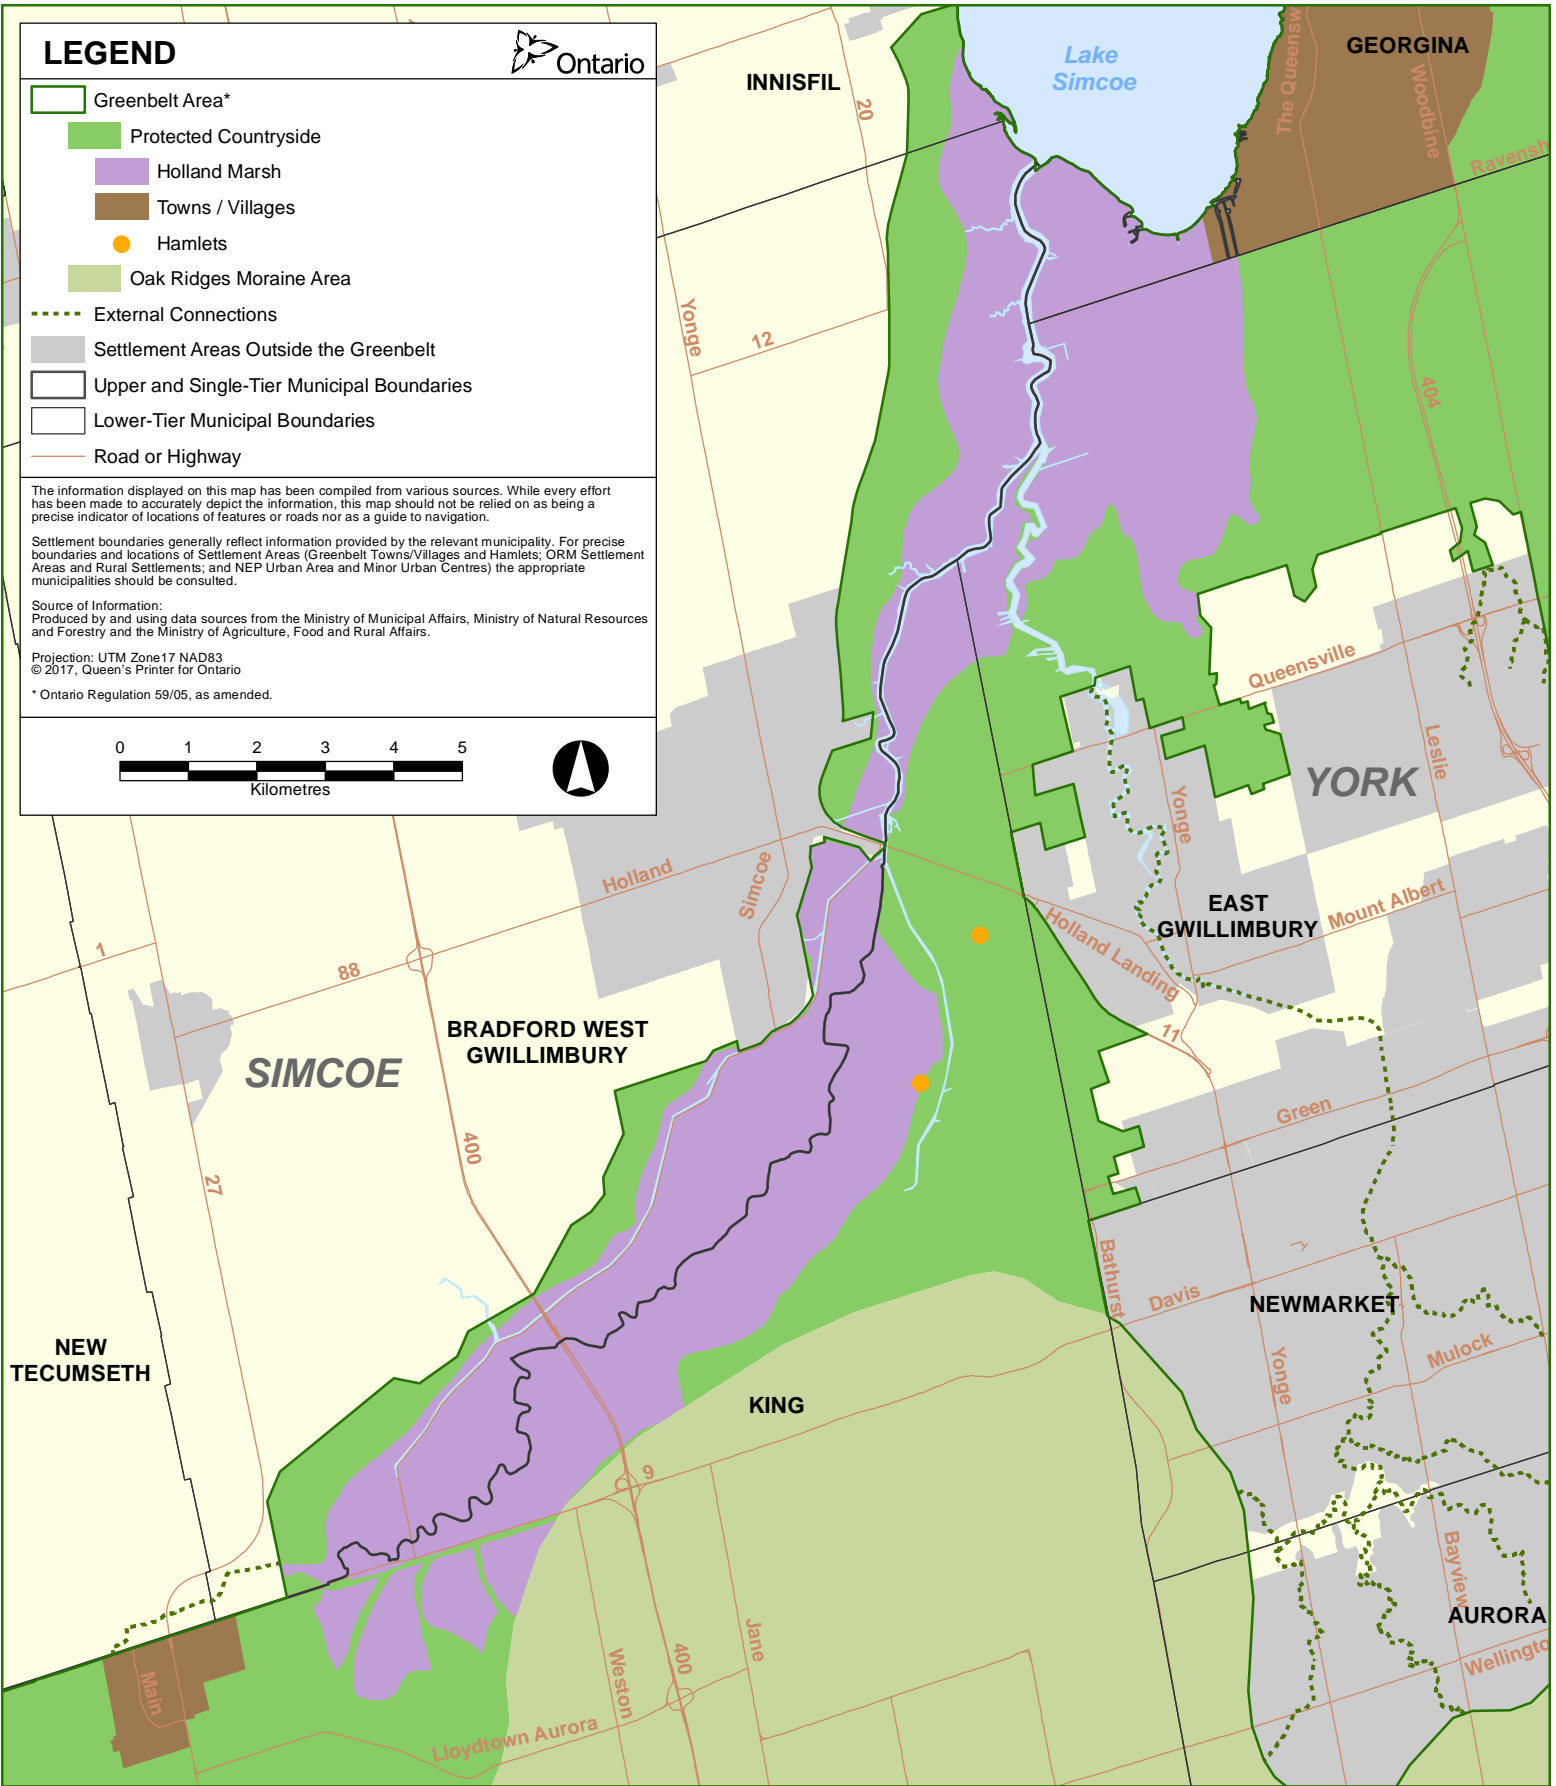 LEGEND
Ontario
Greenbelt Area*
Protected Countryside
Holland Marsh
Towns / Villages
Hamlets
Oak Ridges Moraine Area
External Connections
Settlement Areas Outside the Greenbelt
Upper and Single-Tier Municipal Boundaries
Lower-Tier Municipal Boundaries
Road or Highway
The information displayed on this map has been compiled from various sources. While every effort
has been made to accurately depict the information, this map should not be relied on as being a
precise indicator of locations of features or roads nor as a guide to navigation.
Settlement boundaries generally reflect information provided by the relevant municipality. For precise
boundaries and locations of Settlement Areas (Greenbelt Towns/Villages and Hamlets; ORM Settlement
Areas and Rural Settlements; and NEP Urban Area and Minor Urban Centres) the appropriate
municipalities should be consulted.
Source of Information:
Produced by and using data sources from the Ministry of Municipal Affairs, Ministry of Natural Resources
and Forestry and the Ministry of Agriculture, Food and Rural Affairs.
Projection: UTM Zone17 NAD83
© 2017, Queen's Printer for Ontario
* Ontario Regulation 59/05, as amended.
0 1 2 3 4 5
Kilometres
INNISFIL
Lake
Simcoe
GEORGINA
The Queensw
Woodbine
Ravensh
20
Yonge
12
404
Queensville
Leslie
YORK
Yonge
Holland
Simcoe
EAST
GWILLIMBURY
Mount Albert
Holland Landing
1
88
11
BRADFORD WEST
GWILLIMBURY
SIMCOE
400
27
Green
Bathurst
Davis
NEWMARKET
Mulock
Yonge
NEW
TECUMSETH
KING
9
Bayview
AURORA
Wellingto
Jane
Weston
400
Main
Lloydtown Aurora